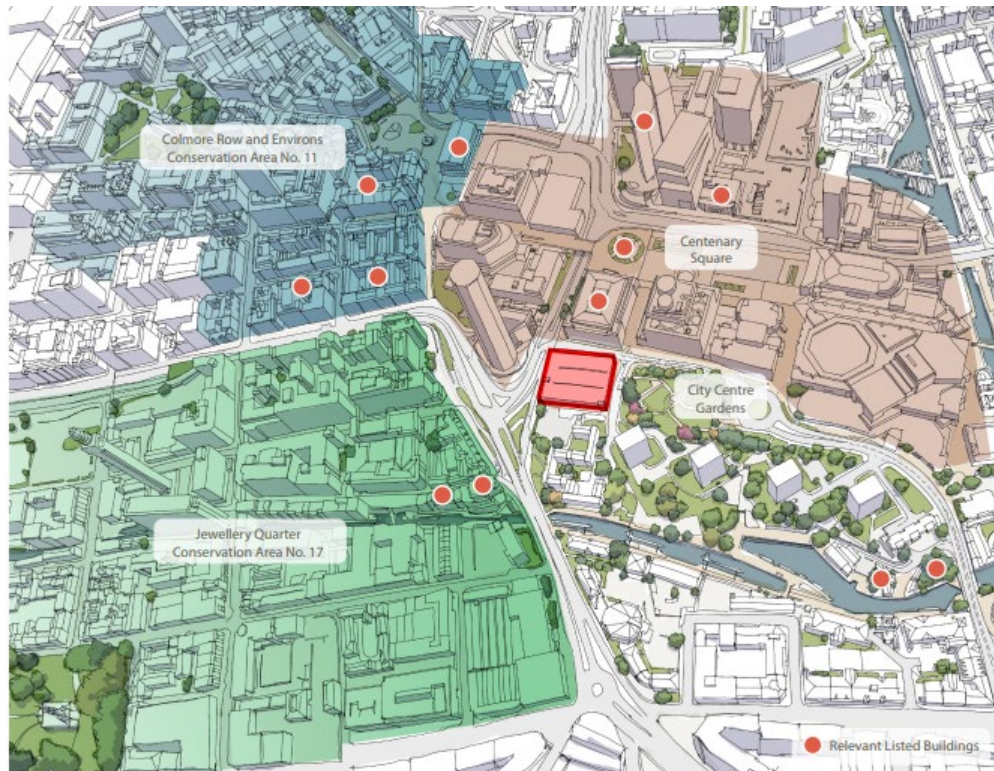 Colmore Row and Environs
Conservation Area No. 11
Centenary
Square
City Centre
Gardens
Jewellery Quarter
Conservation Area No. 17
Relevant Listed Buildings